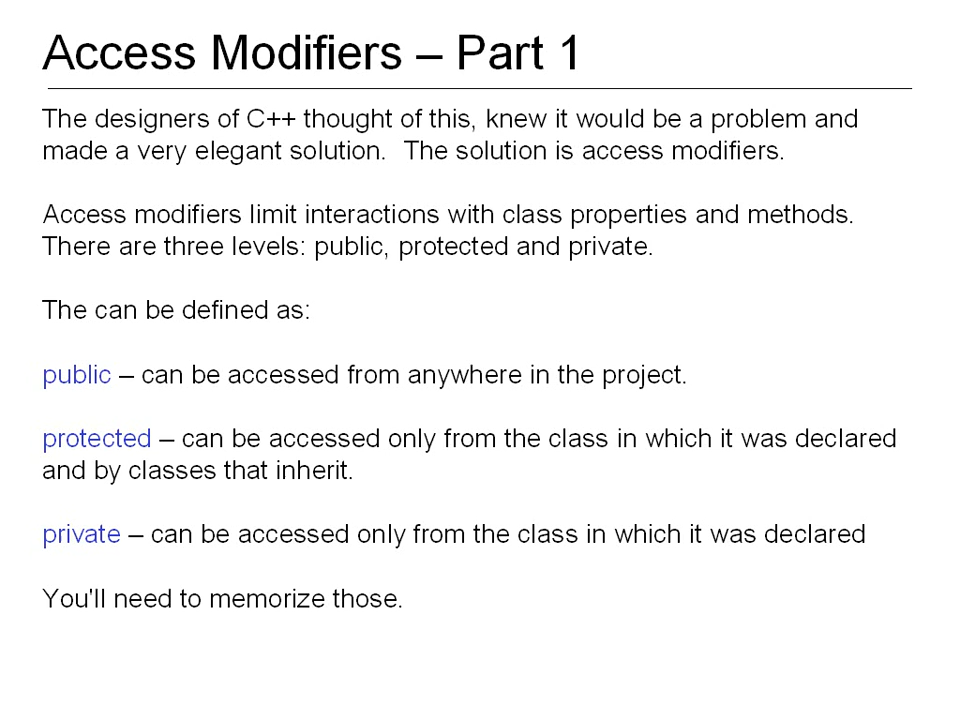 Access Modifiers – Part 1
The designers of C++ thought of this, knew it would be a problem and
made a very elegant solution.  The solution is access modifiers.
Access modifiers limit interactions with class properties and methods.
There are three levels: public, protected and private.
The can be defined as:
public – can be accessed from anywhere in the project.
protected – can be accessed only from the class in which it was declared
and by classes that inherit.
private – can be accessed only from the class in which it was declared
You'll need to memorize those.